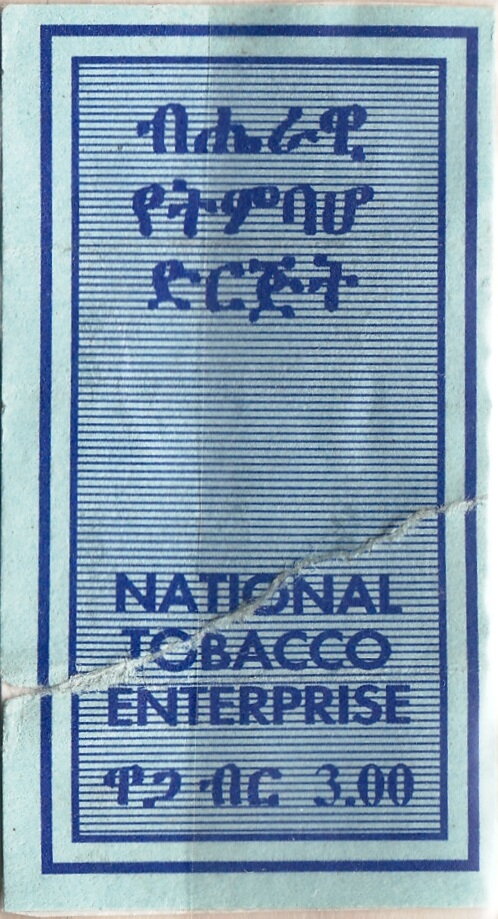 ብሔራዊ
የትምባሆ
ድርጅት
NATIONAL
TOBACCO
ENTERPRISE
ዋጋ ብር 3.00